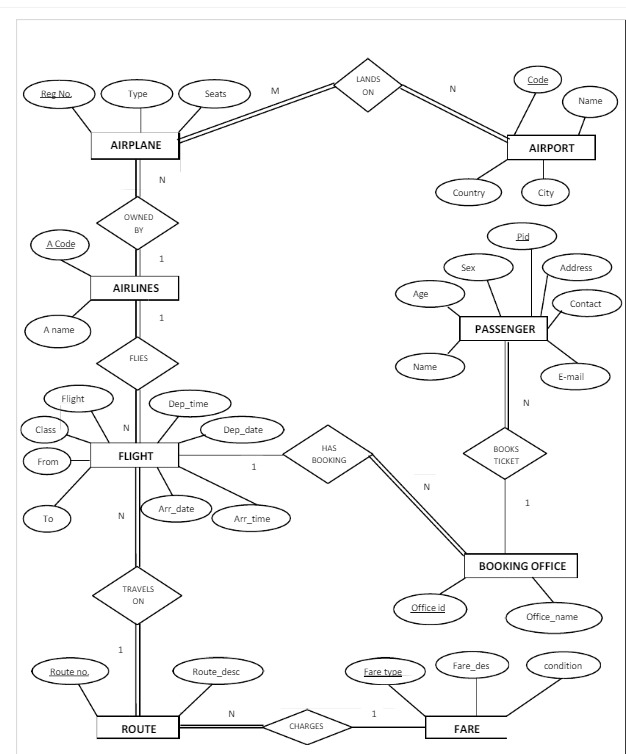 LANDS
ON
M
N
Reg No.
Type
Seats
Code
Name
AIRPLANE
AIRPORT
N
Country
City
OWNED
BY
Pid
A Code
1
Sex
Address
AIRLINES
Age
Contact
1
PASSENGER
A name
FLIES
Name
E-mail
Flight
Dep_time
N
Class
N
Dep_date
From
FLIGHT
1
HAS
BOOKING
BOOKS
TICKET
N
1
To
N
Arr_date
Arr_time
BOOKING OFFICE
TRAVELS
ON
Office id
Office_name
1
Route no.
Route_desc
Fare type
Fare_des
condition
N
1
ROUTE
CHARGES
FARE